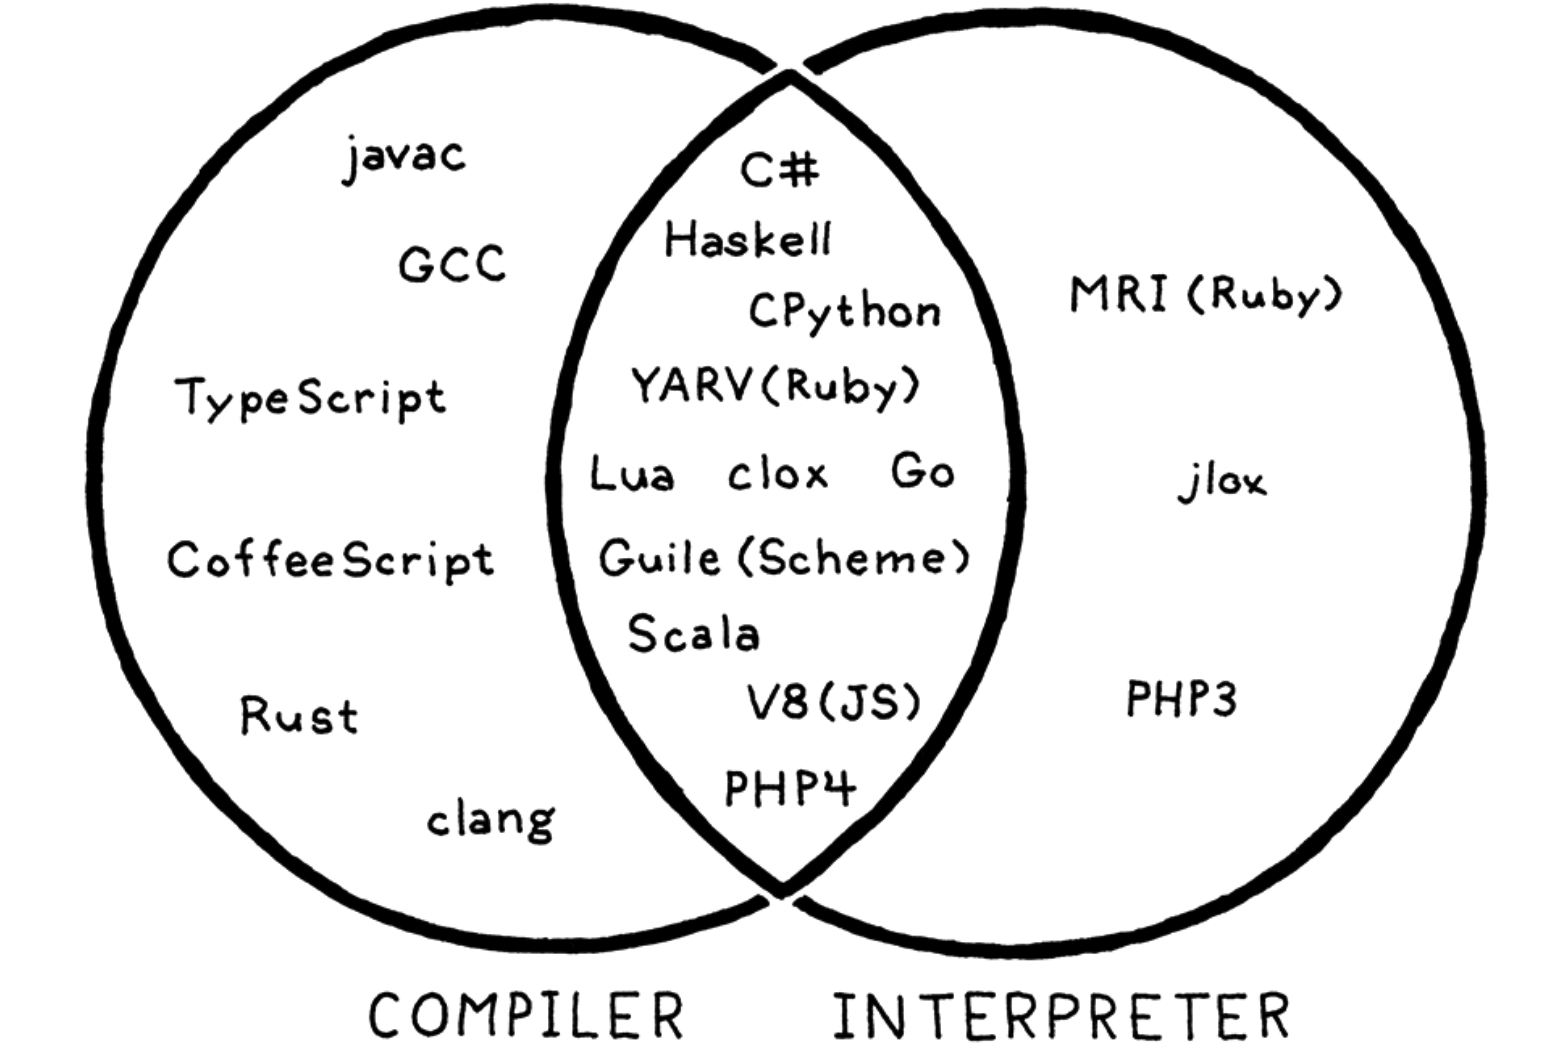 javac
GCC
TypeScript
CoffeeScript
Rust
clang
C#
Haskell
CPython
YARV (Ruby)
Lua clox Go
Guile (Scheme)
Scala
V8 (JS)
PHP4
MRI (Ruby)
jlox
PHP3
COMPILER
INTERPRETER